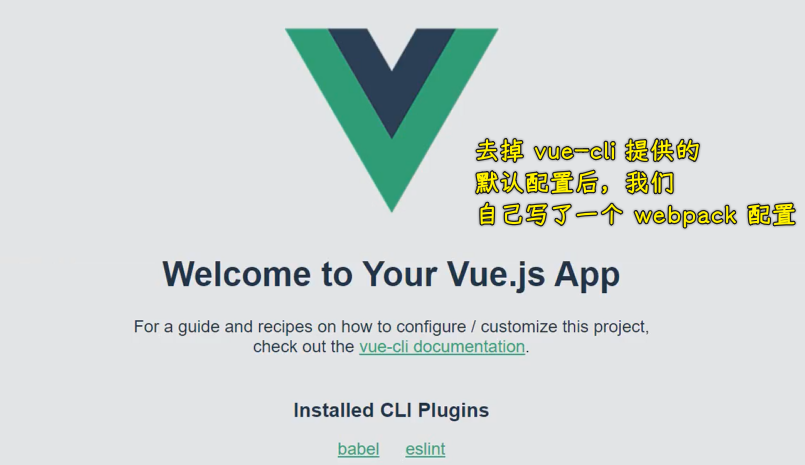 去掉 vue-cli 提供的
默认配置后，我们
自己写了一个 webpack 配置
Welcome to Your Vue.js App
For a guide and recipes on how to configure / customize this project,
check out the vue-cli documentation.
Installed CLI Plugins
babel eslint